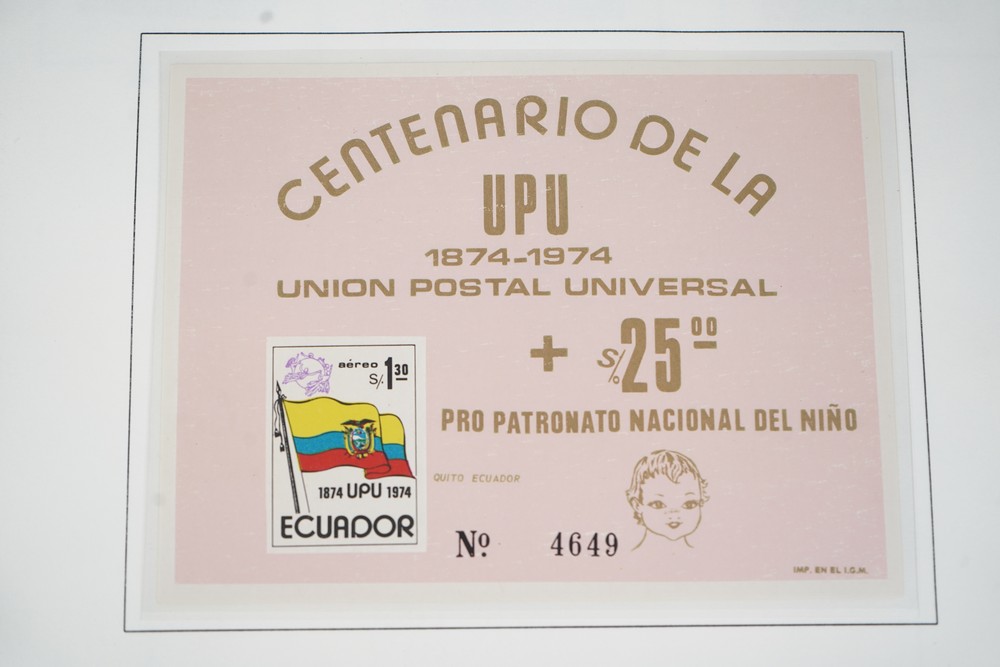 CENTENARIO DE LA
UPU
1874-1974
UNION POSTAL UNIVERSAL
+ S/. 25 00
PRO PATRONATO NACIONAL DEL NIÑO
aéreo
S/. 1 30
1874 UPU 1974
ECUADOR
QUITO ECUADOR
Nº. 4649
IMP. EN EL I.G.M.